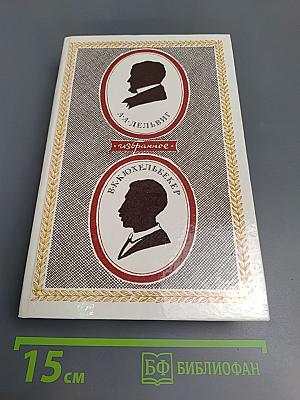 А·А·ДЕЛЬВИГ
·избранное·
В·К·КЮХЕЛЬБЕКЕР
15 см
БФ БИБЛИОФАН